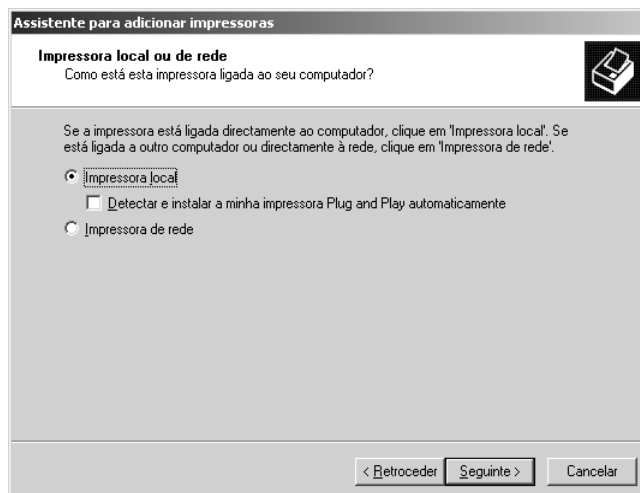 Assistente para adicionar impressoras
Impressora local ou de rede
Como está esta impressora ligada ao seu computador?
Se a impressora está ligada directamente ao computador, clique em 'Impressora local'. Se
está ligada a outro computador ou directamente à rede, clique em 'Impressora de rede'.
Impressora local
Detectar e instalar a minha impressora Plug and Play automaticamente
Impressora de rede
< Retroceder
Seguinte >
Cancelar